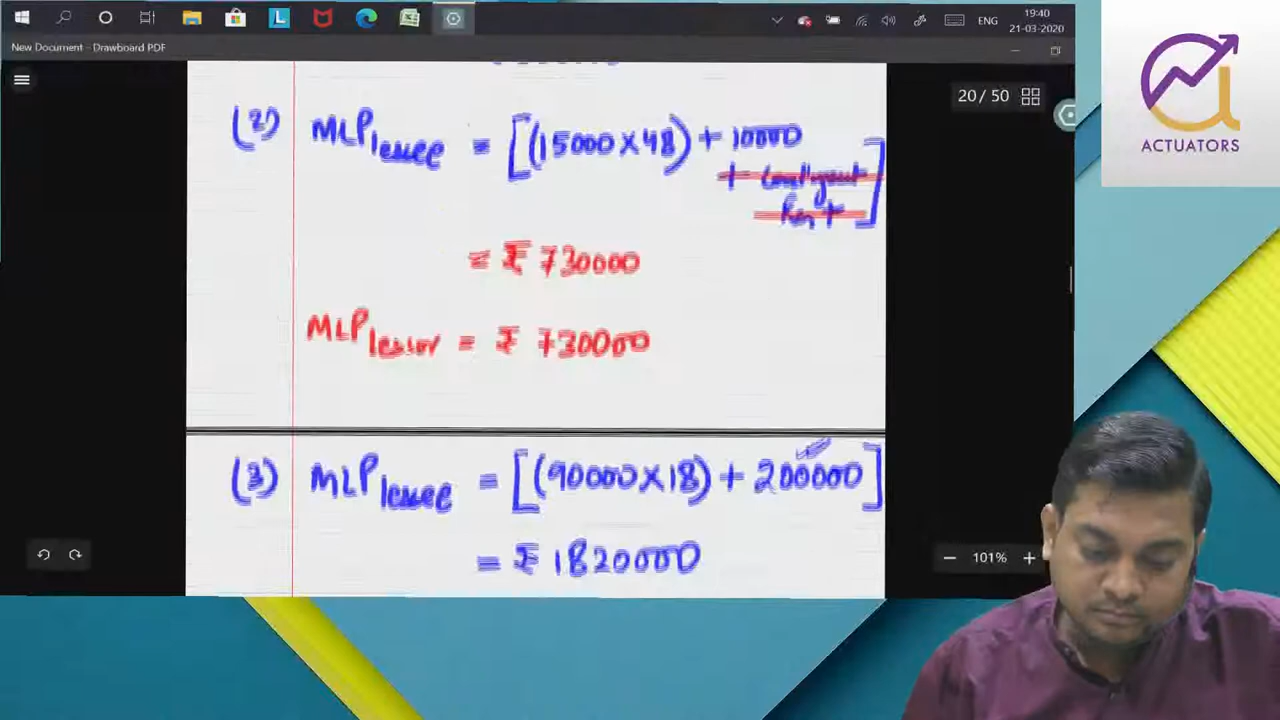 19:40
ENG
21-03-2020
New Document - Drawboard PDF
20 / 50
ACTUATORS
(2) MLP lessee = [(15000 × 48) + 10000
+ Contingent
Rent]
= ₹ 730000
MLP lessor = ₹ 730000
(3) MLP lessee = [(90000 × 18) + 200000]
= ₹ 1820000
101%